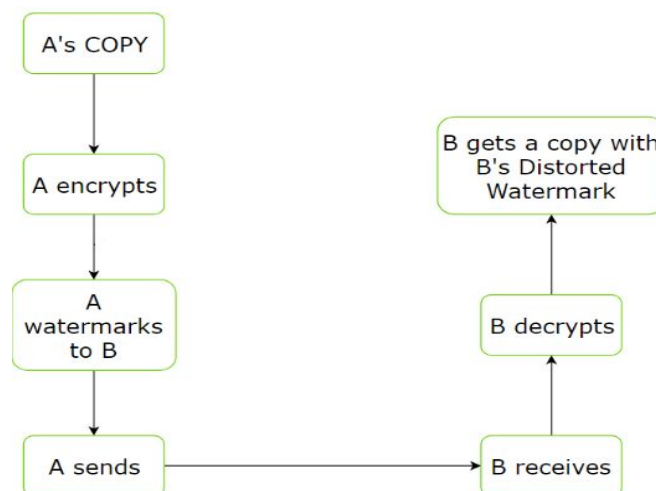 A's COPY
A encrypts
A
watermarks
to B
A sends
B receives
B decrypts
B gets a copy with
B's Distorted
Watermark